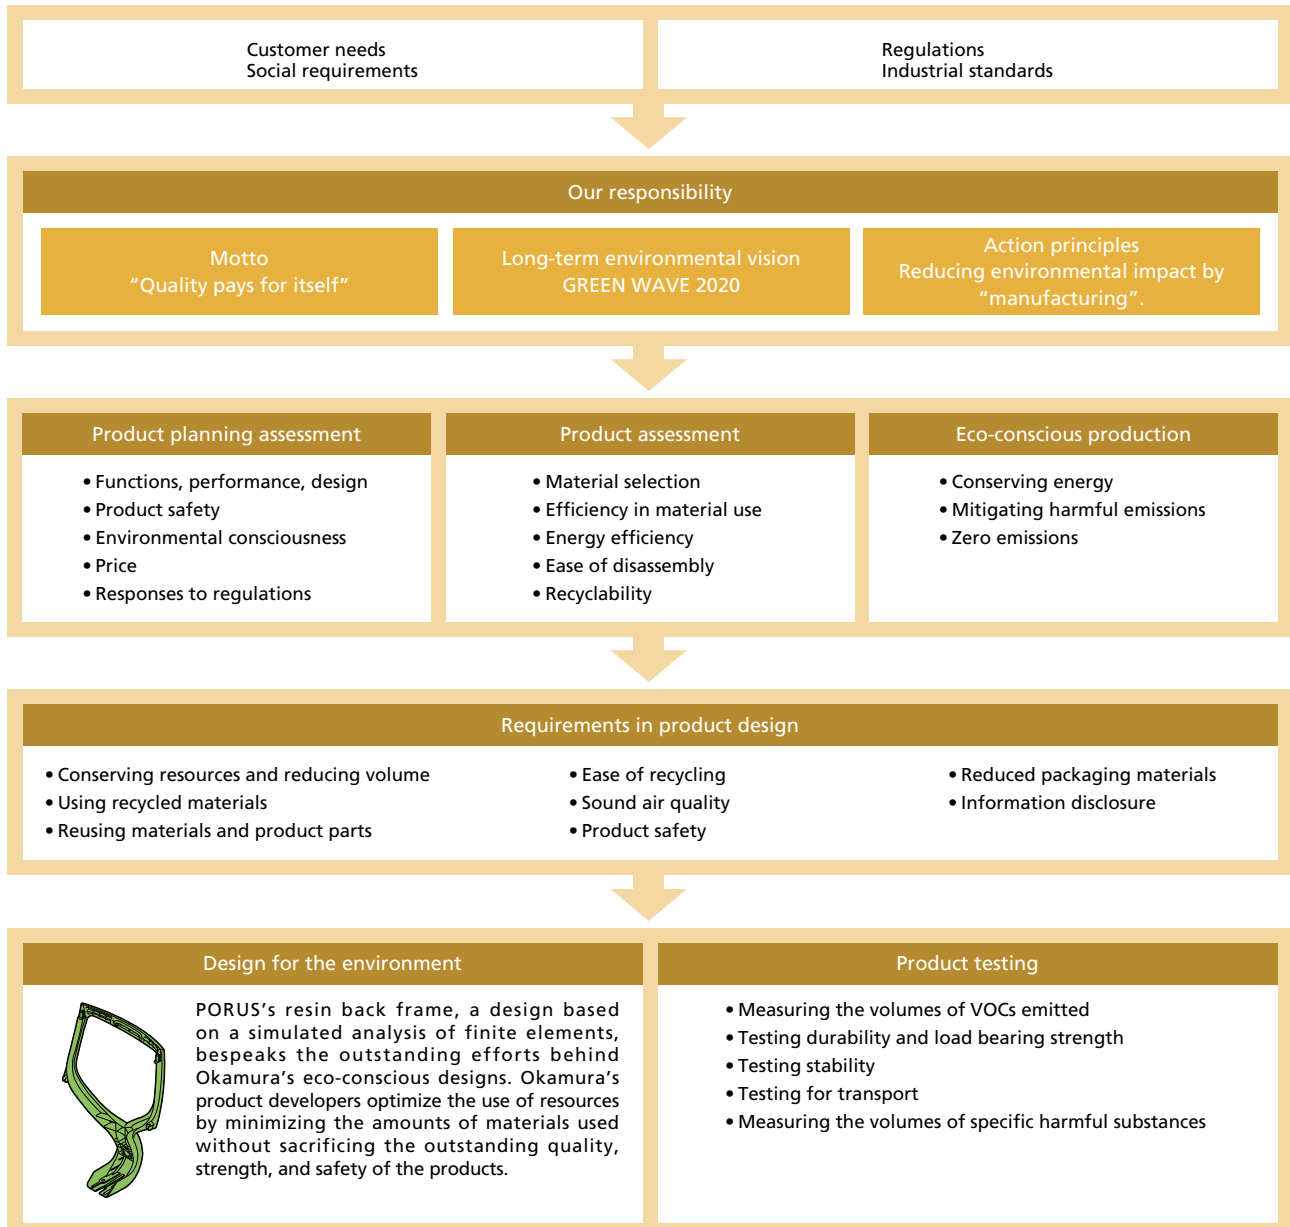 Customer needs
Social requirements
Regulations
Industrial standards
Our responsibility
Motto
“Quality pays for itself”
Long-term environmental vision
GREEN WAVE 2020
Action principles
Reducing environmental impact by
“manufacturing”.
Product planning assessment
• Functions, performance, design
• Product safety
• Environmental consciousness
• Price
• Responses to regulations
Product assessment
• Material selection
• Efficiency in material use
• Energy efficiency
• Ease of disassembly
• Recyclability
Eco-conscious production
• Conserving energy
• Mitigating harmful emissions
• Zero emissions
Requirements in product design
• Conserving resources and reducing volume
• Using recycled materials
• Reusing materials and product parts
• Ease of recycling
• Sound air quality
• Product safety
• Reduced packaging materials
• Information disclosure
Design for the environment
PORUS’s resin back frame, a design based
on a simulated analysis of finite elements,
bespeaks the outstanding efforts behind
Okamura’s eco-conscious designs. Okamura’s
product developers optimize the use of resources
by minimizing the amounts of materials used
without sacrificing the outstanding quality,
strength, and safety of the products.
Product testing
• Measuring the volumes of VOCs emitted
• Testing durability and load bearing strength
• Testing stability
• Testing for transport
• Measuring the volumes of specific harmful substances